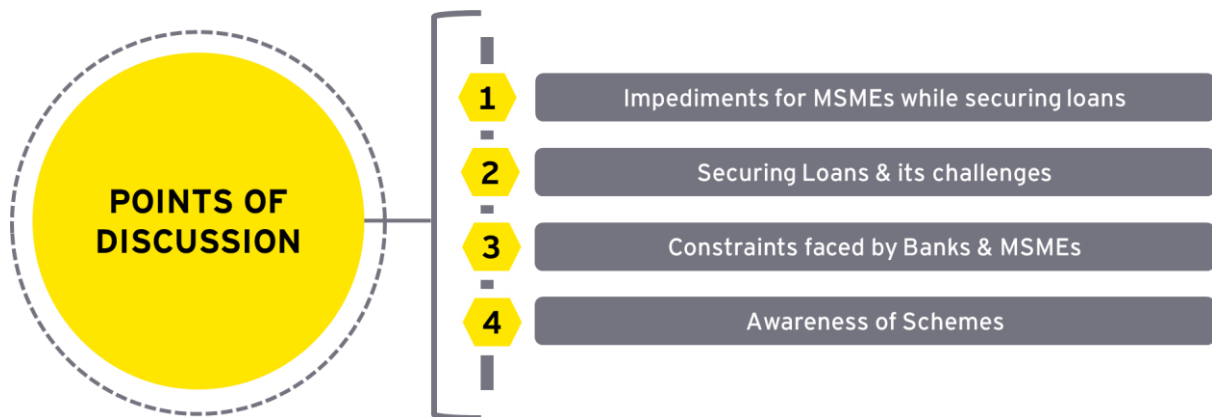 POINTS OF
DISCUSSION
1
Impediments for MSMEs while securing loans
2
Securing Loans & its challenges
3
Constraints faced by Banks & MSMEs
4
Awareness of Schemes